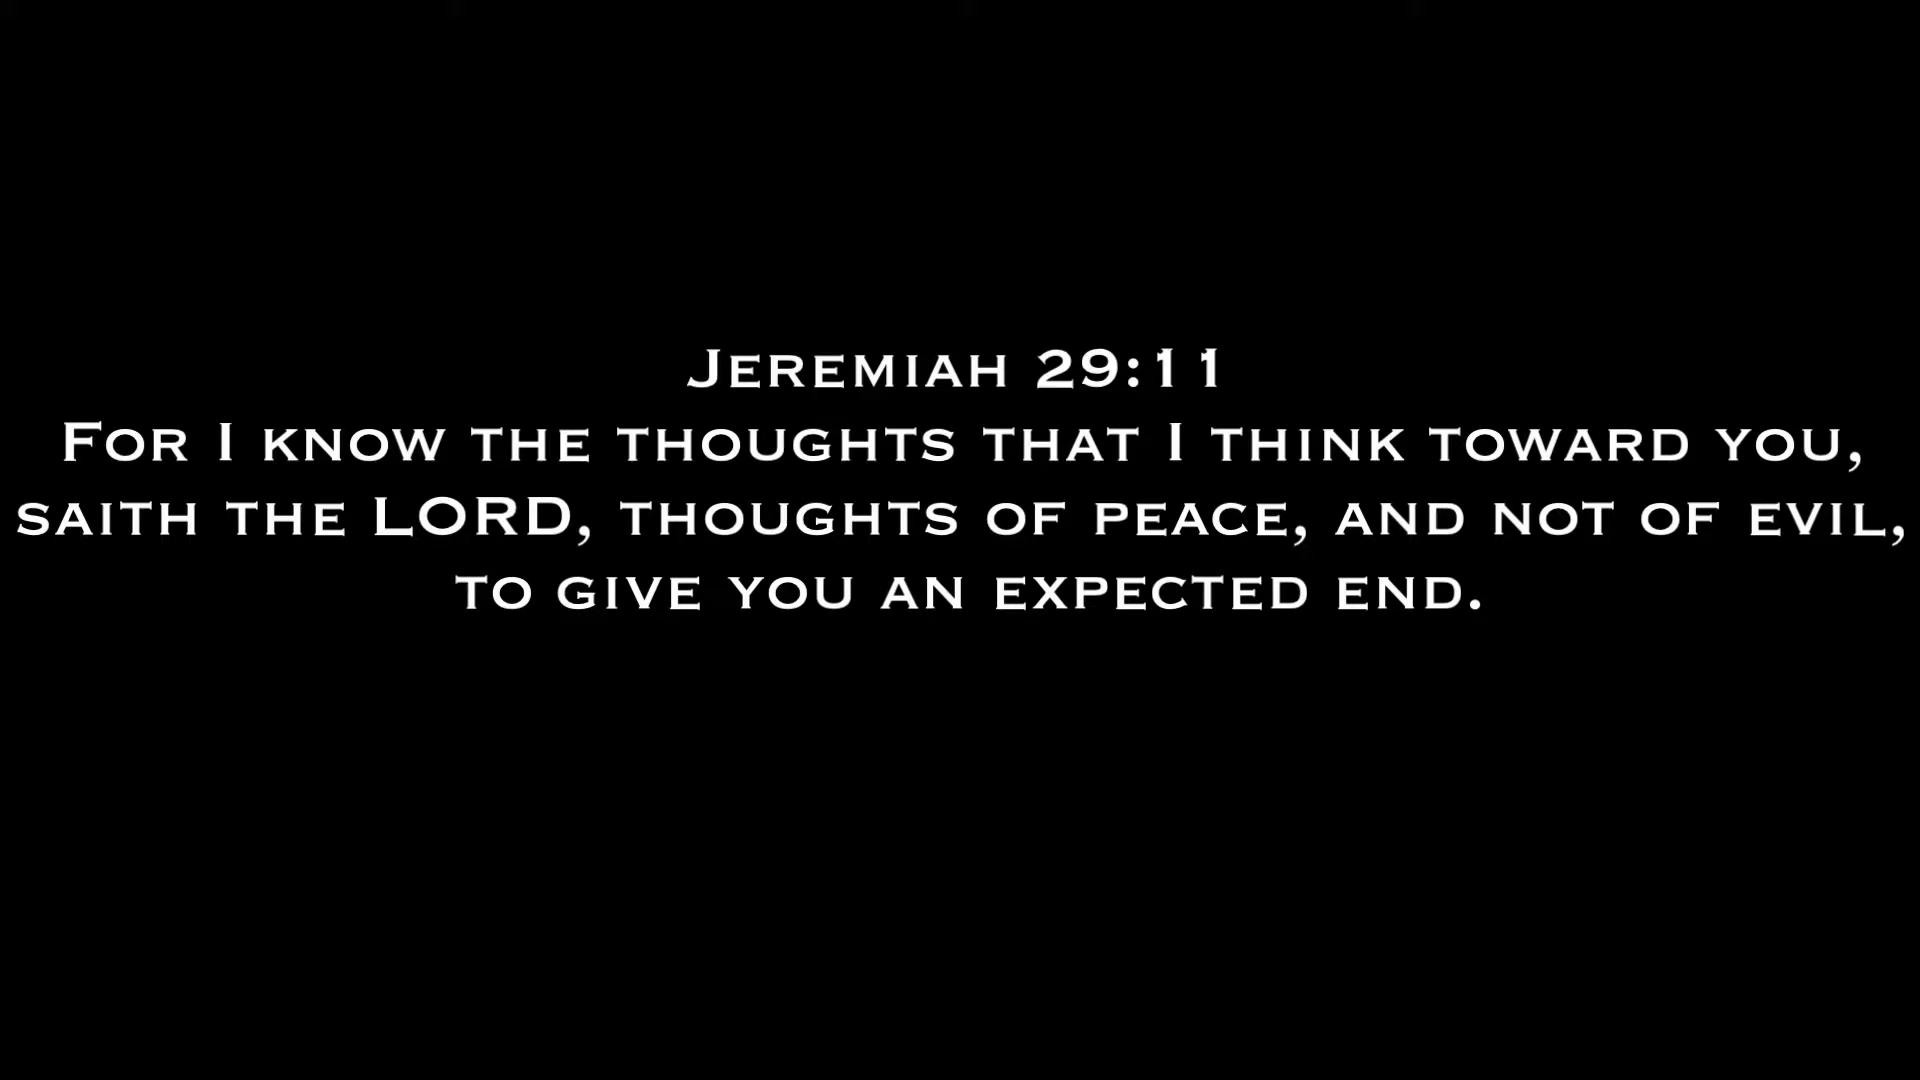 Jeremiah 29:11
For I know the thoughts that I think toward you,
saith the LORD, thoughts of peace, and not of evil,
to give you an expected end.